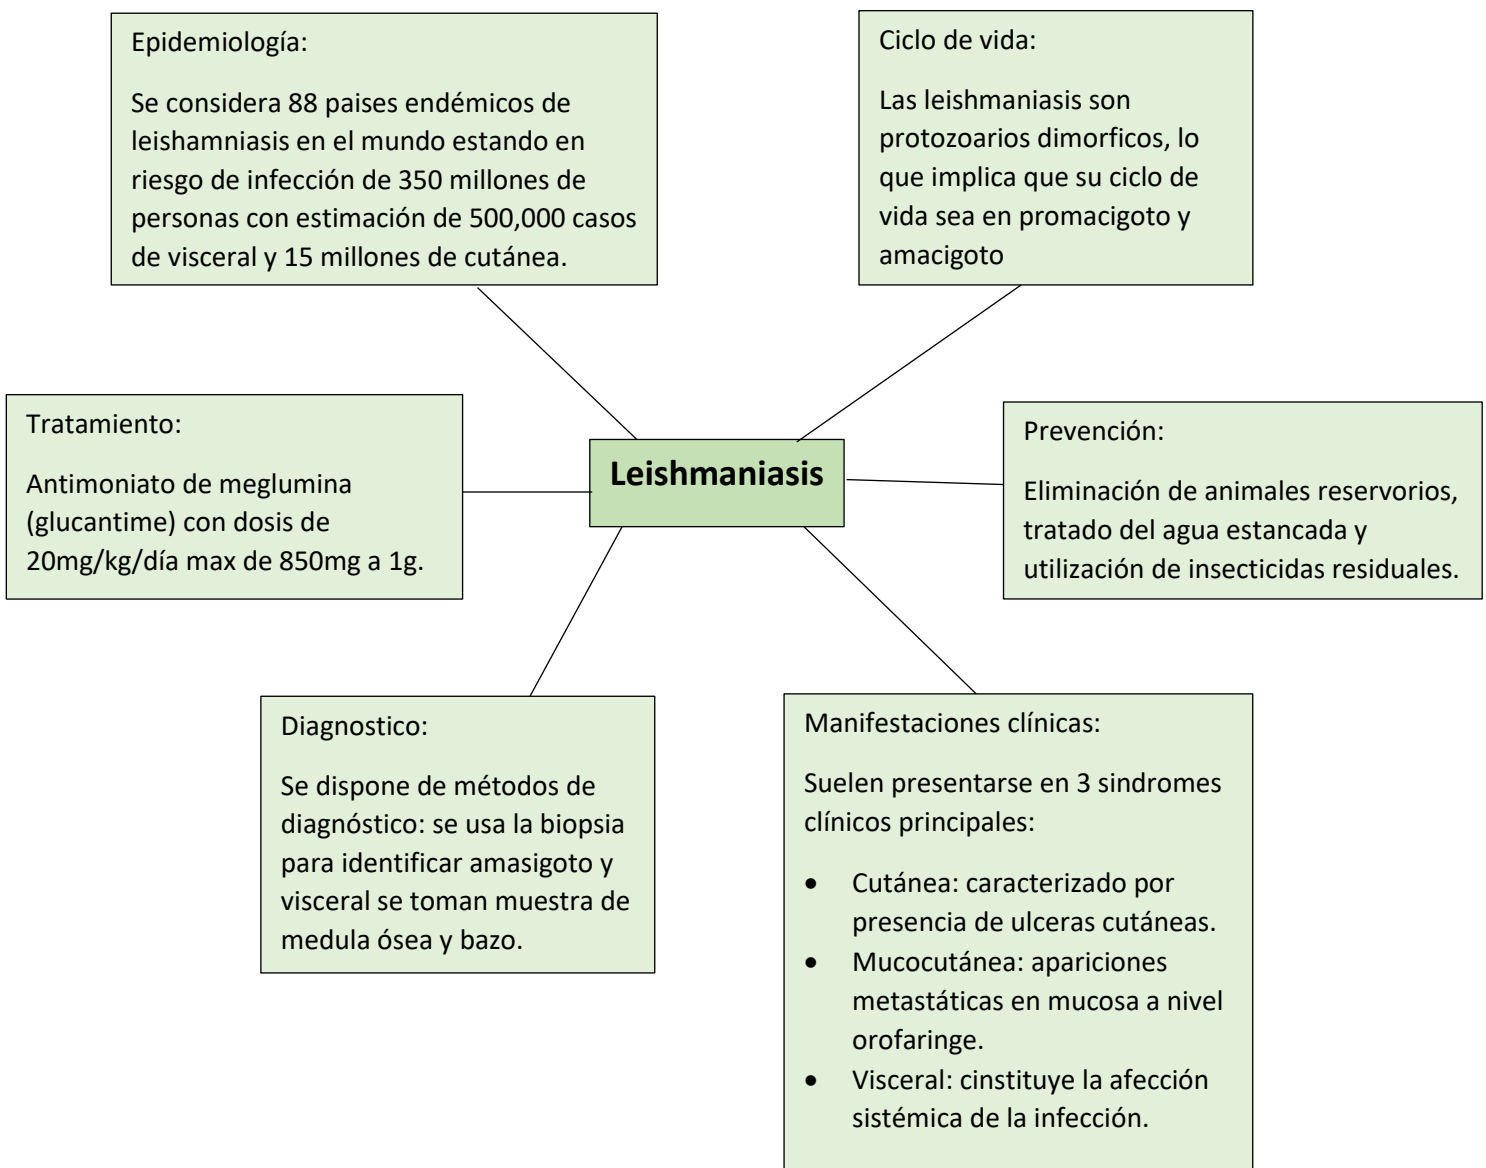 Epidemiología:
Se considera 88 paises endémicos de
leishamniasis en el mundo estando en
riesgo de infección de 350 millones de
personas con estimación de 500,000 casos
de visceral y 15 millones de cutánea.
Ciclo de vida:
Las leishmaniasis son
protozoarios dimorficos, lo
que implica que su ciclo de
vida sea en promacigoto y
amacigoto
Tratamiento:
Antimoniato de meglumina
(glucantime) con dosis de
20mg/kg/día max de 850mg a 1g.
Leishmaniasis
Prevención:
Eliminación de animales reservorios,
tratado del agua estancada y
utilización de insecticidas residuales.
Diagnostico:
Se dispone de métodos de
diagnóstico: se usa la biopsia
para identificar amasigoto y
visceral se toman muestra de
medula ósea y bazo.
Manifestaciones clínicas:
Suelen presentarse en 3 sindromes
clínicos principales:
• Cutánea: caracterizado por
presencia de ulceras cutáneas.
• Mucocutánea: apariciones
metastáticas en mucosa a nivel
orofaringe.
• Visceral: cinstituye la afección
sistémica de la infección.